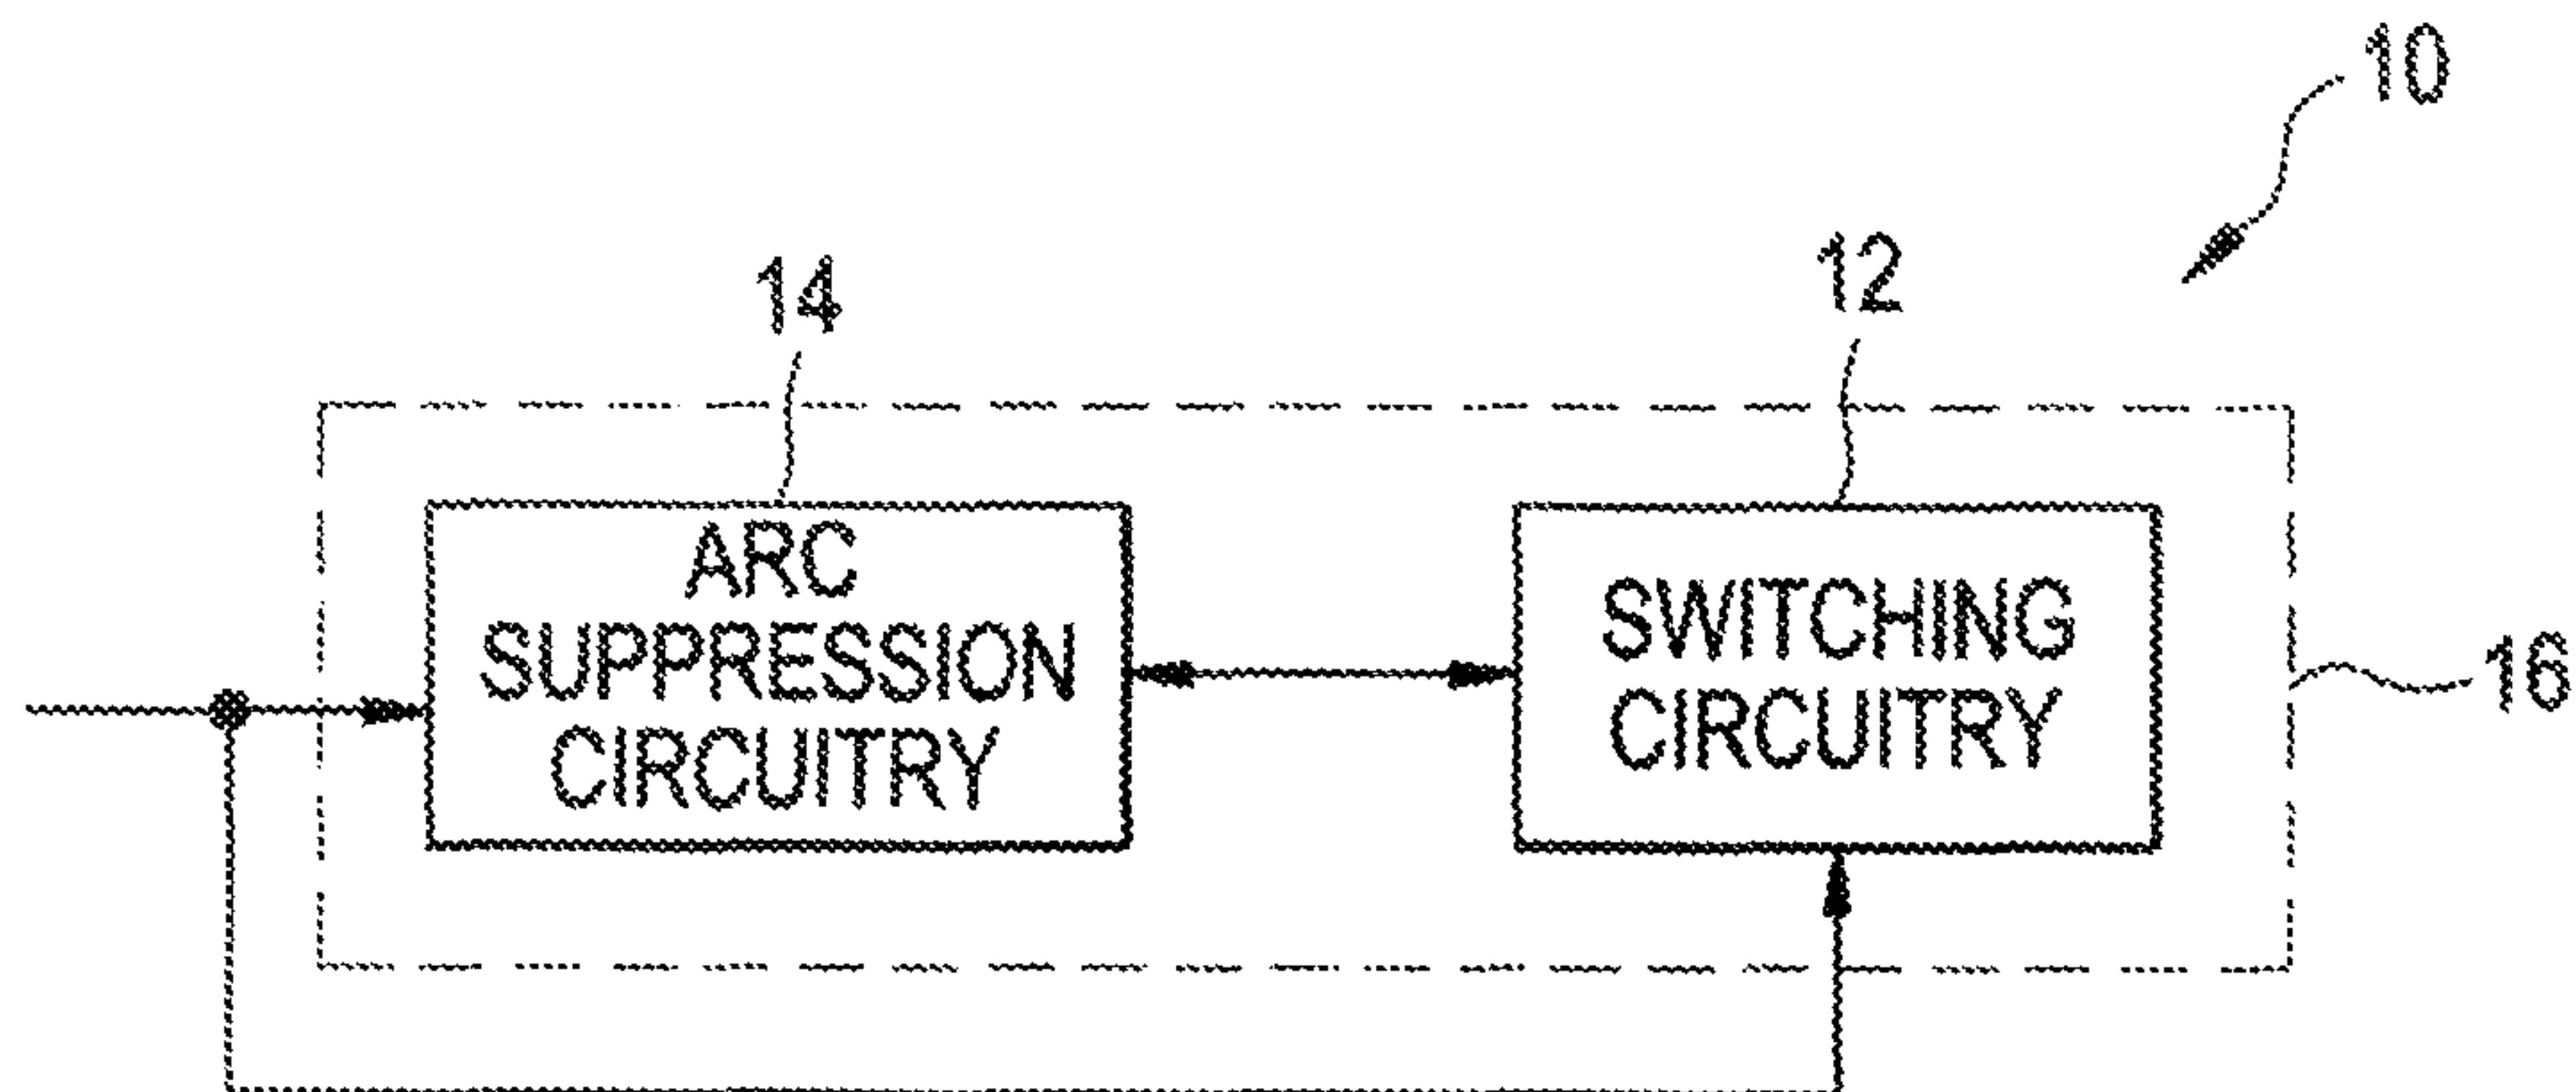 10
14
12
ARC
SUPPRESSION
CIRCUITRY
SWITCHING
CIRCUITRY
16